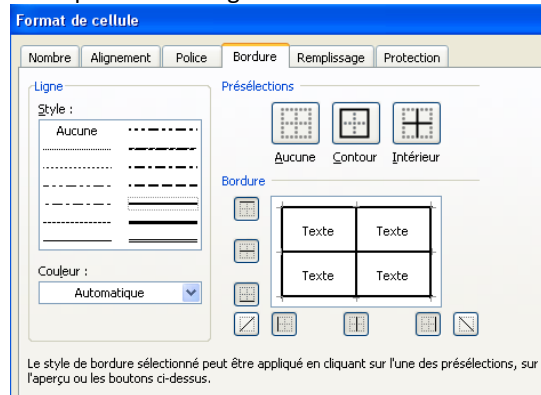 Format de cellule
Nombre Alignement Police Bordure Remplissage Protection
Ligne
Style :
Aucune
Couleur :
Automatique
Présélections
Aucune Contour Intérieur
Bordure
Texte Texte
Texte Texte
Le style de bordure sélectionné peut être appliqué en cliquant sur l'une des présélections, sur
l'aperçu ou les boutons ci-dessus.